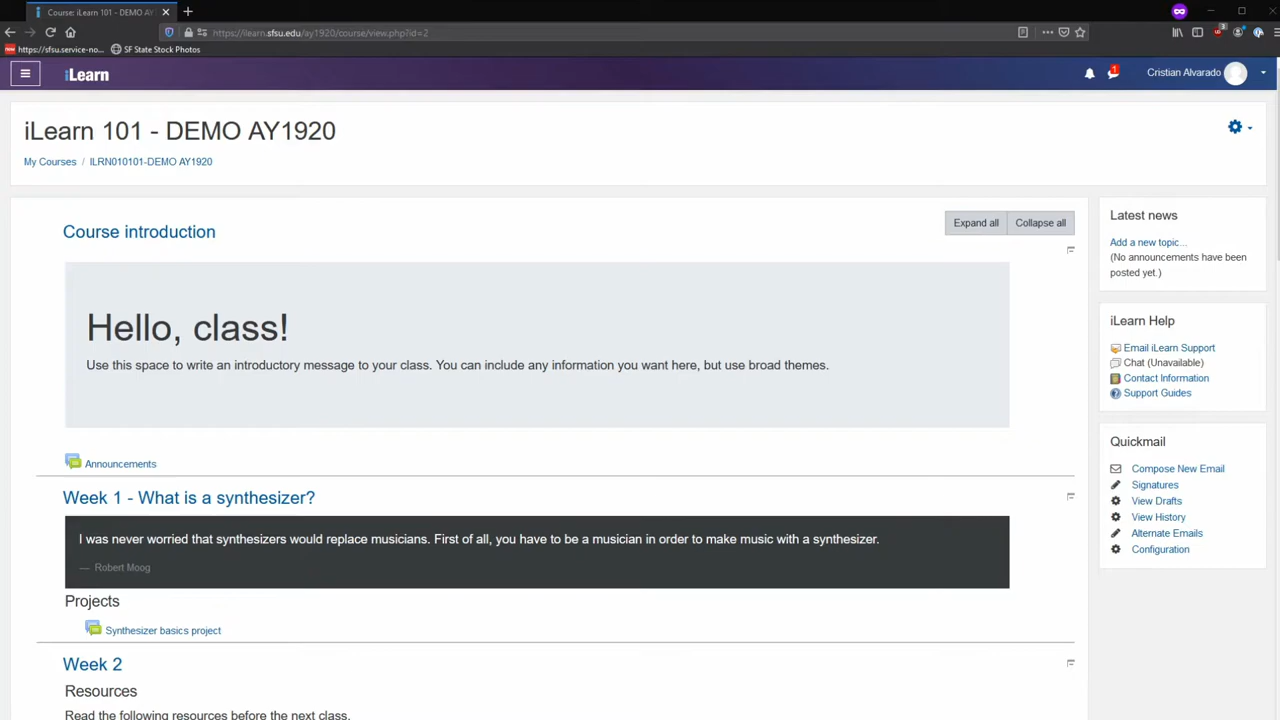 Course: iLearn 101 - DEMO AY
https://ilearn.sfsu.edu/ay1920/course/view.php?id=2
https://sfsu.service-no...
SF State Stock Photos
iLearn
1
Cristian Alvarado
iLearn 101 - DEMO AY1920
My Courses / ILRN010101-DEMO AY1920
Course introduction
Expand all
Collapse all
Hello, class!
Use this space to write an introductory message to your class. You can include any information you want here, but use broad themes.
Announcements
Week 1 - What is a synthesizer?
I was never worried that synthesizers would replace musicians. First of all, you have to be a musician in order to make music with a synthesizer.
— Robert Moog
Projects
Synthesizer basics project
Week 2
Resources
Read the following resources before the next class.
Latest news
Add a new topic...
(No announcements have been
posted yet.)
iLearn Help
Email iLearn Support
Chat (Unavailable)
Contact Information
Support Guides
Quickmail
Compose New Email
Signatures
View Drafts
View History
Alternate Emails
Configuration